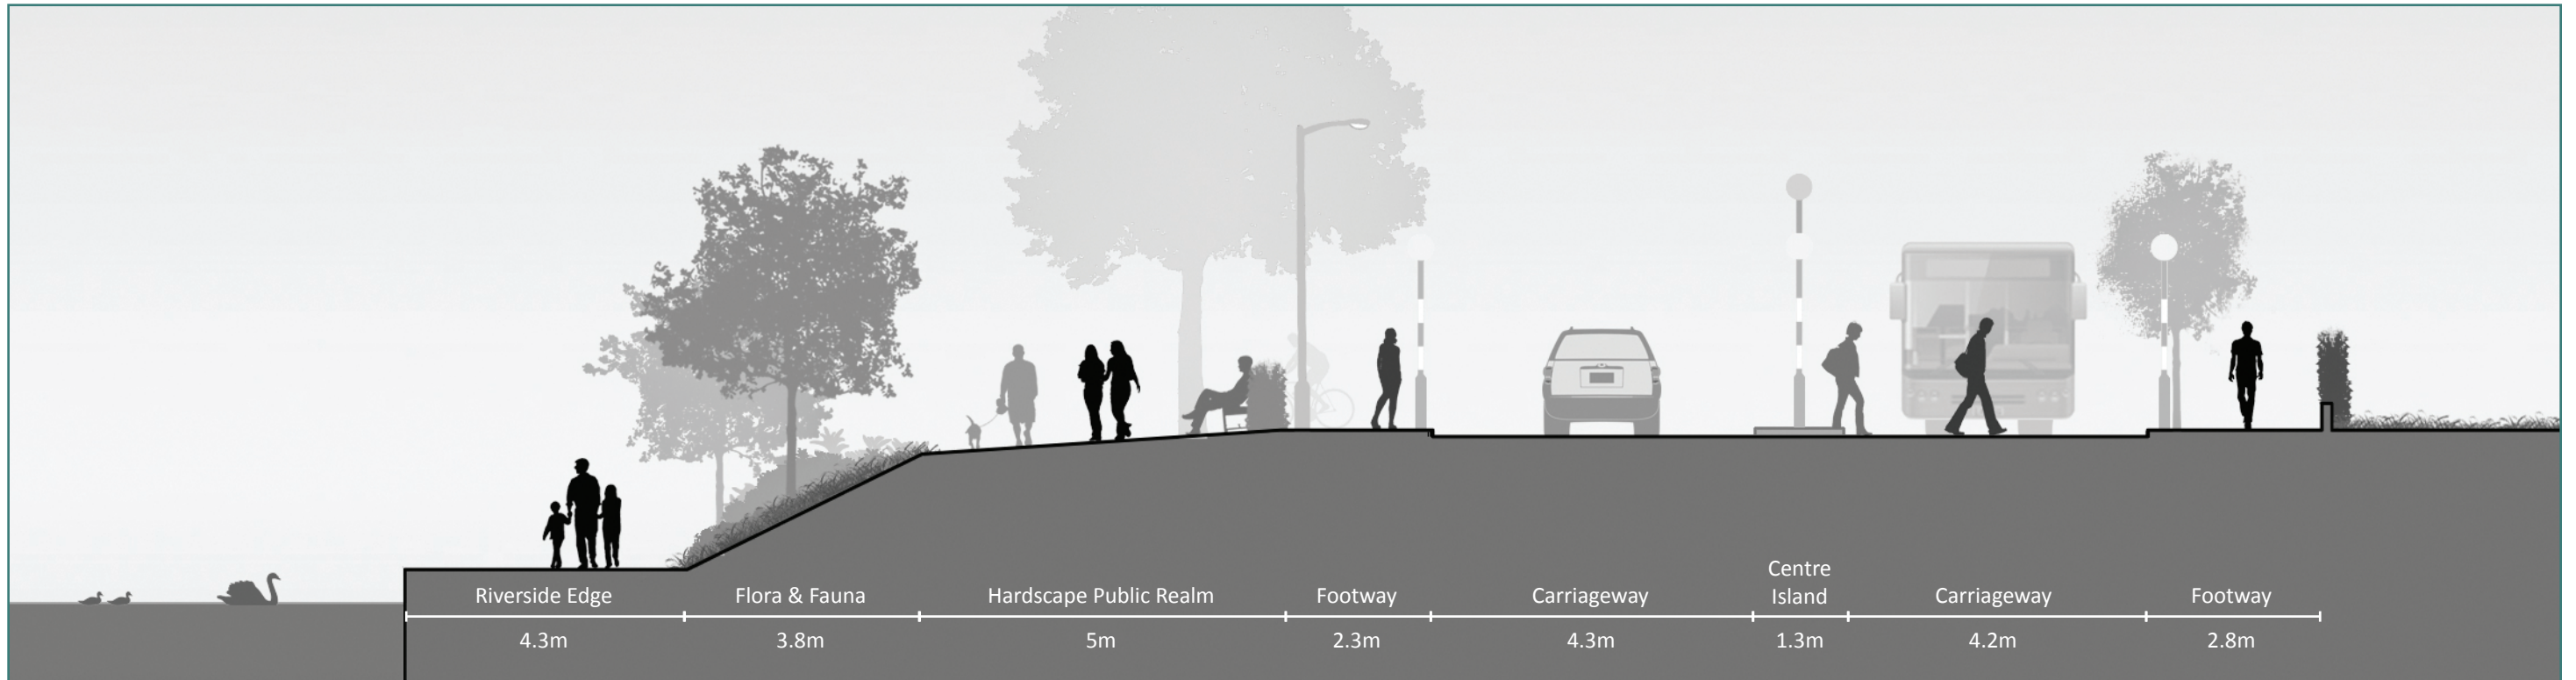 Riverside Edge
4.3m
Flora & Fauna
3.8m
Hardscape Public Realm
5m
Footway
2.3m
Carriageway
4.3m
Centre
Island
1.3m
Carriageway
4.2m
Footway
2.8m